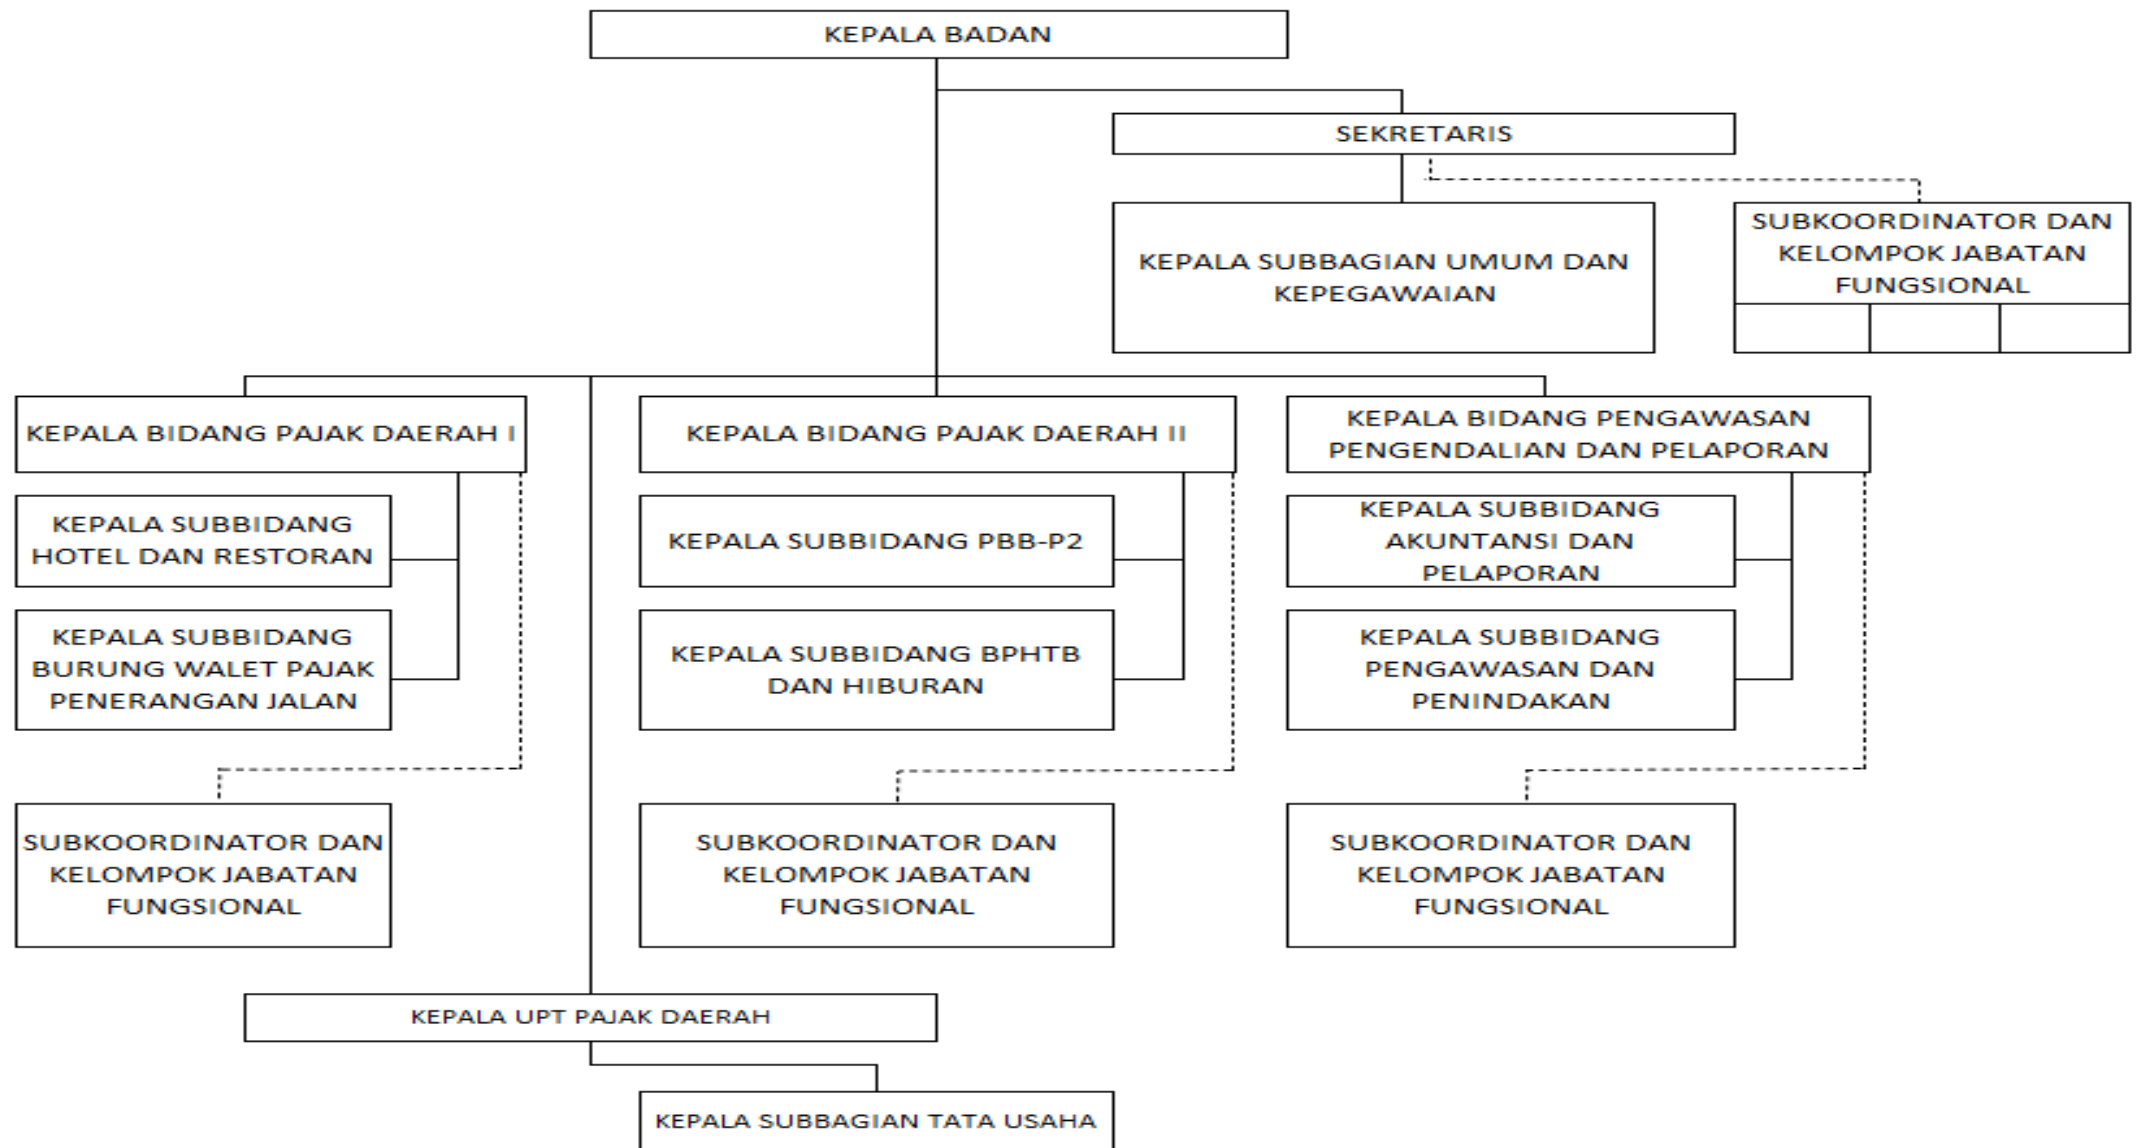 KEPALA BADAN
SEKRETARIS
KEPALA SUBBAGIAN UMUM DAN
KEPEGAWAIAN
SUBKOORDINATOR DAN
KELOMPOK JABATAN
FUNGSIONAL
KEPALA BIDANG PAJAK DAERAH I
KEPALA BIDANG PAJAK DAERAH II
KEPALA BIDANG PENGAWASAN
PENGENDALIAN DAN PELAPORAN
KEPALA SUBBIDANG
HOTEL DAN RESTORAN
KEPALA SUBBIDANG PBB-P2
KEPALA SUBBIDANG
AKUNTANSI DAN
PELAPORAN
KEPALA SUBBIDANG
BURUNG WALET PAJAK
PENERANGAN JALAN
KEPALA SUBBIDANG BPHTB
DAN HIBURAN
KEPALA SUBBIDANG
PENGAWASAN DAN
PENINDAKAN
SUBKOORDINATOR DAN
KELOMPOK JABATAN
FUNGSIONAL
SUBKOORDINATOR DAN
KELOMPOK JABATAN
FUNGSIONAL
SUBKOORDINATOR DAN
KELOMPOK JABATAN
FUNGSIONAL
KEPALA UPT PAJAK DAERAH
KEPALA SUBBAGIAN TATA USAHA